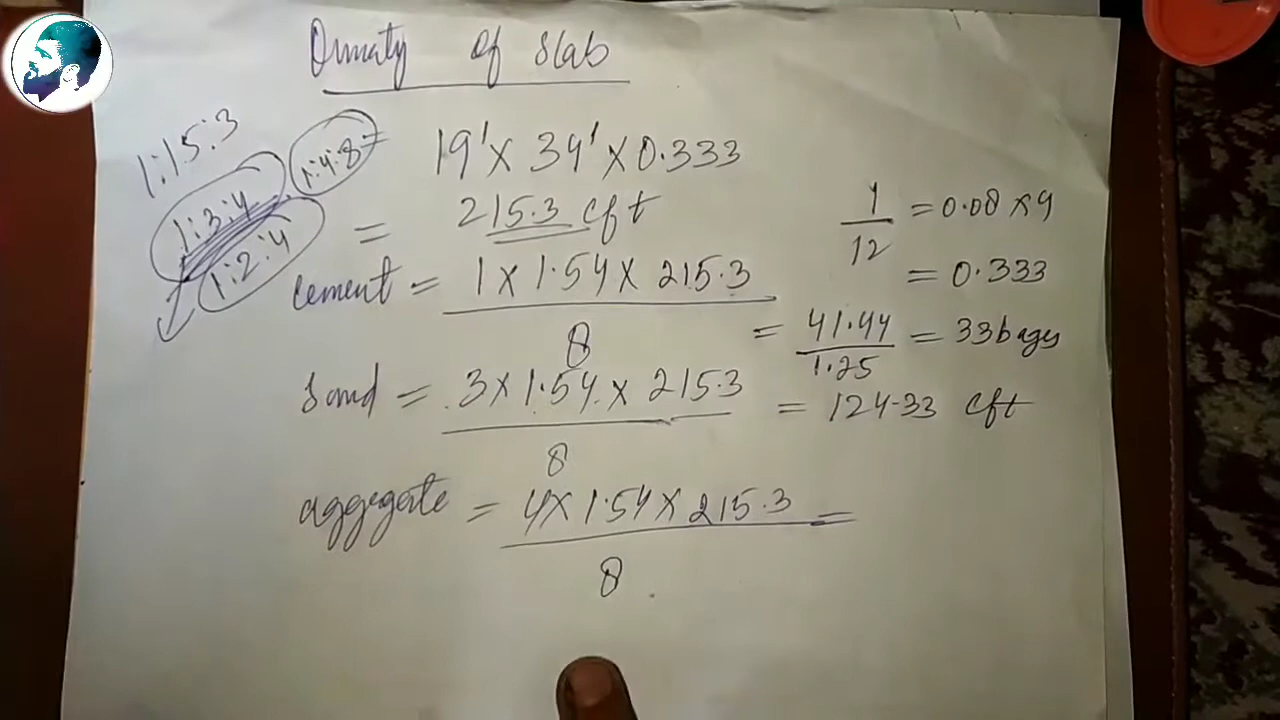 Qunaty of Slab
1:1.5:3
1:3:4
1:4:8
1:2:4
= 19' x 34' x 0.333
= 215.3 cft
4/12 = 0.08 x 4
= 0.333
cement = 1 x 1.54 x 215.3 / 8 = 41.44 / 1.25 = 33 bags
sand = 3 x 1.54 x 215.3 / 8 = 124.33 cft
aggegate = 4 x 1.54 x 215.3 / 8 =